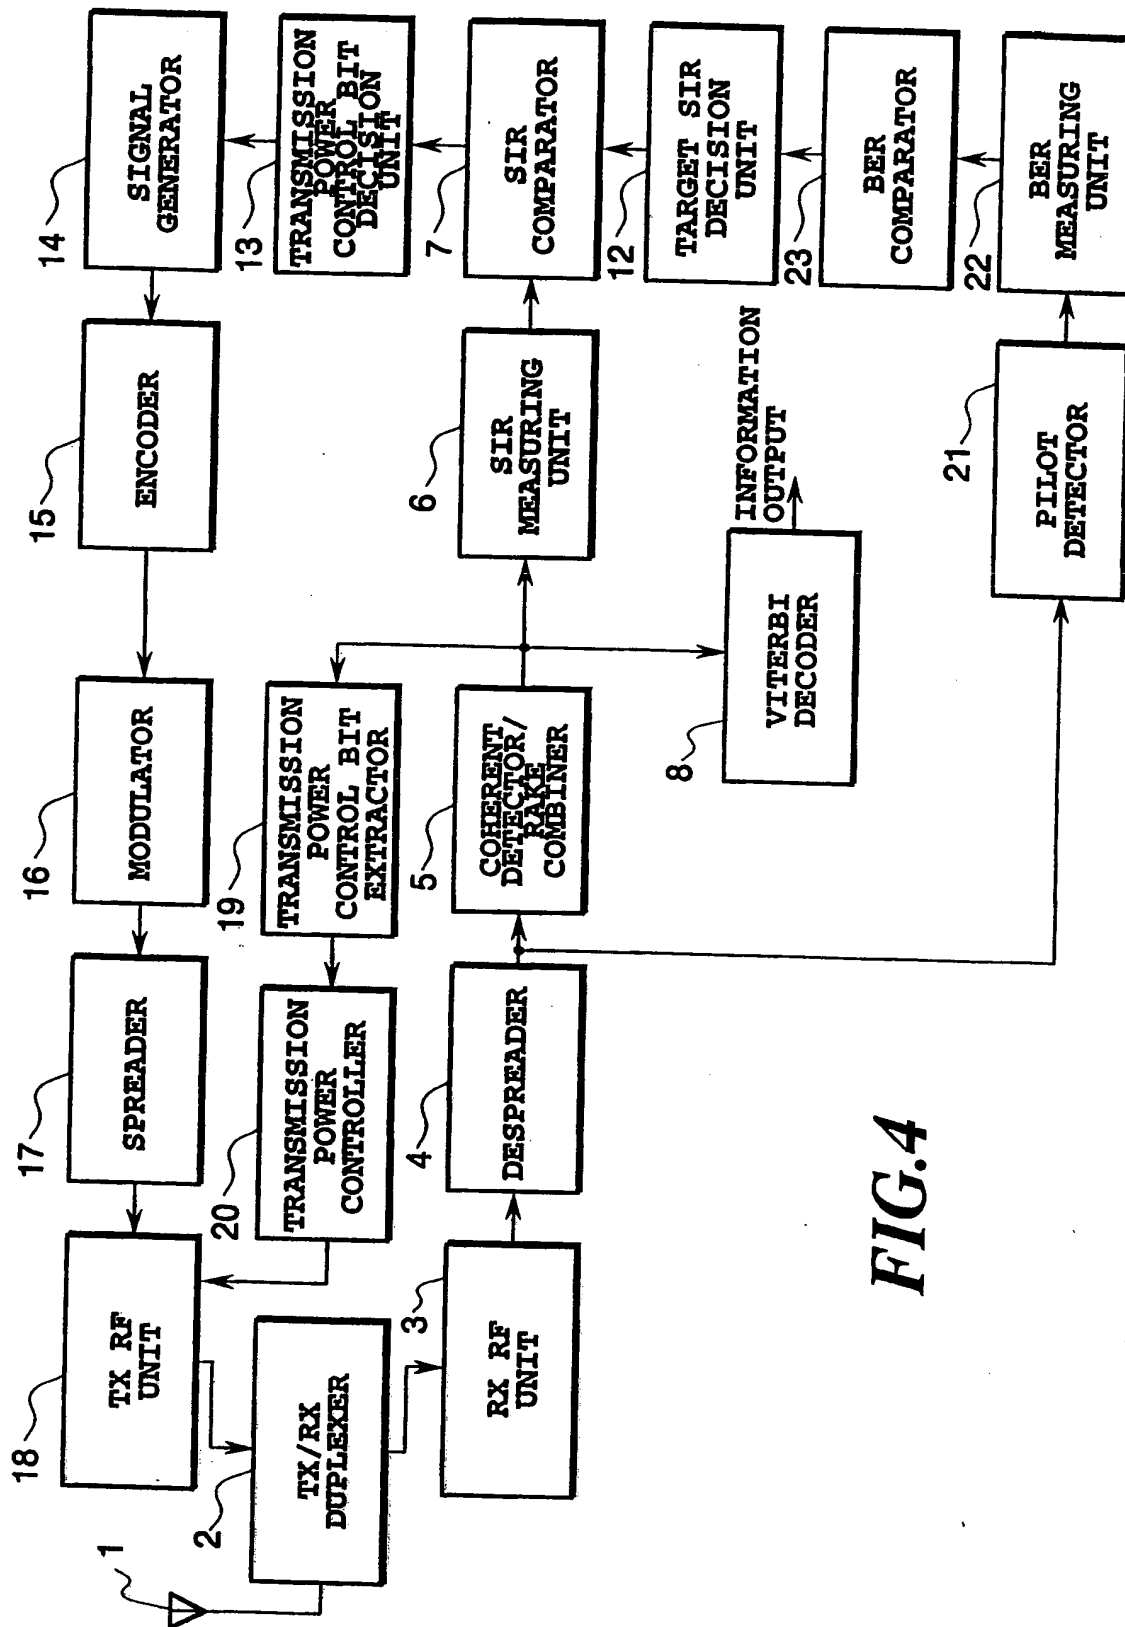 14
SIGNAL
GENERATOR
13
TRANSMISSION
POWER
CONTROL BIT
DECISION
UNIT
7
SIR
COMPARATOR
12
TARGET SIR
DECISION
UNIT
23
BER
COMPARATOR
22
BER
MEASURING
UNIT
15
ENCODER
6
SIR
MEASURING
UNIT
INFORMATION
OUTPUT
21
PILOT
DETECTOR
16
MODULATOR
19
TRANSMISSION
POWER
CONTROL BIT
EXTRACTOR
5
COHERENT
DETECTOR/
RAKE
COMBINER
8
VITERBI
DECODER
17
SPREADER
20
TRANSMISSION
POWER
CONTROLLER
4
DESPREADER
18
TX RF
UNIT
2
TX/RX
DUPLEXER
3
RX RF
UNIT
1
FIG.4